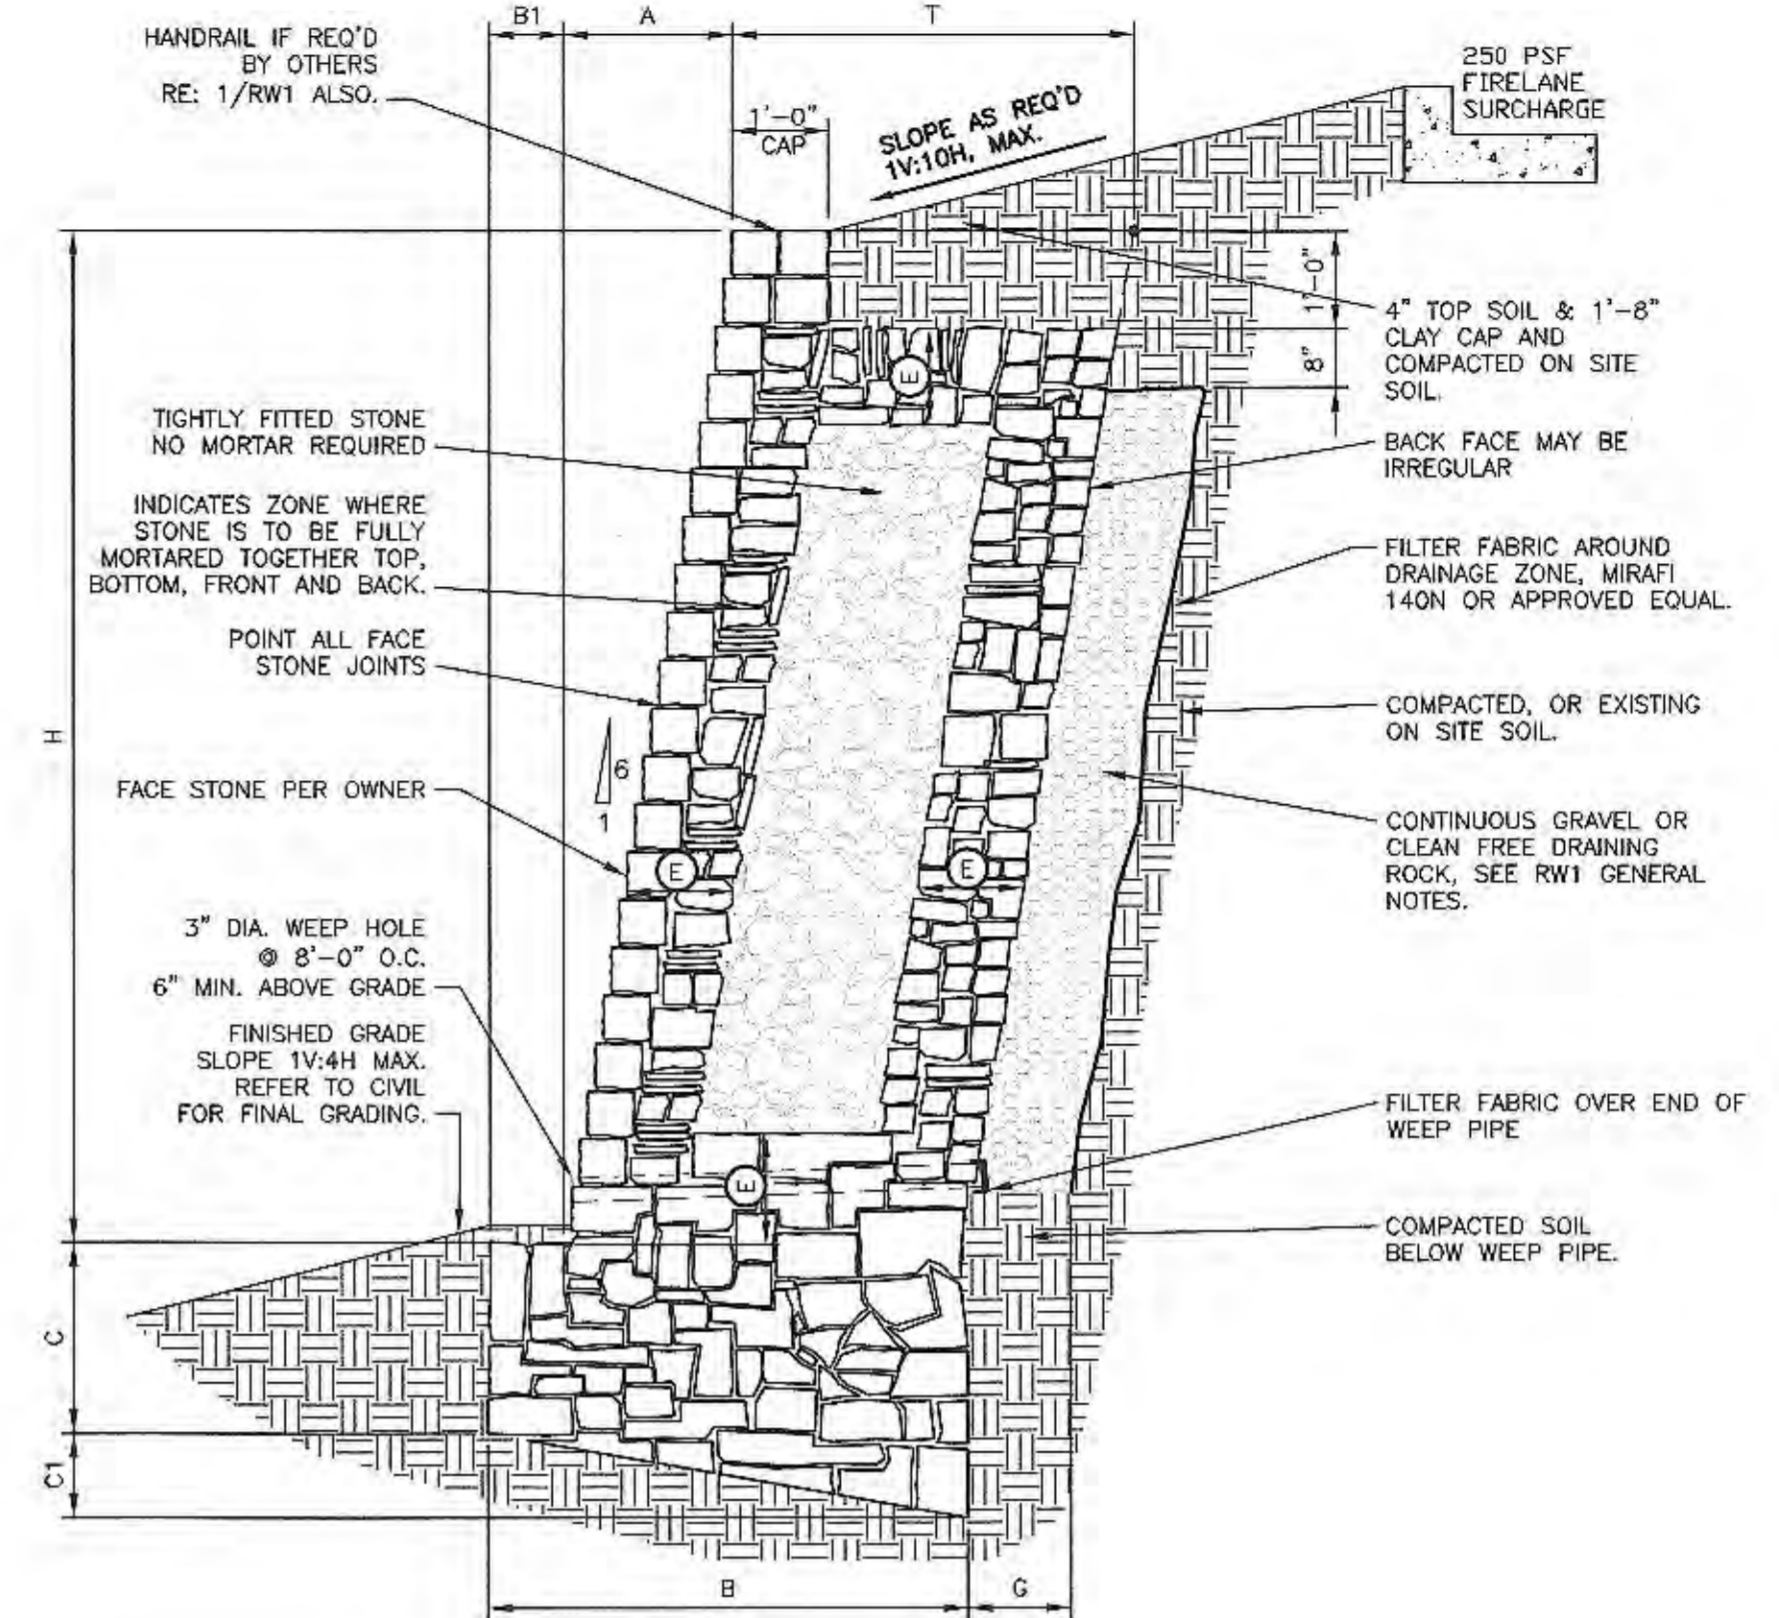 B1
A
T
HANDRAIL IF REQ'D
BY OTHERS
RE: 1/RW1 ALSO.
1'-0"
CAP
SLOPE AS REQ'D
1V:10H, MAX.
250 PSF
FIRELANE
SURCHARGE
1'-0"
8"
4" TOP SOIL & 1'-8"
CLAY CAP AND
COMPACTED ON SITE
SOIL.
E
TIGHTLY FITTED STONE
NO MORTAR REQUIRED
BACK FACE MAY BE
IRREGULAR
INDICATES ZONE WHERE
STONE IS TO BE FULLY
MORTARED TOGETHER TOP,
BOTTOM, FRONT AND BACK.
FILTER FABRIC AROUND
DRAINAGE ZONE, MIRAFI
140N OR APPROVED EQUAL.
POINT ALL FACE
STONE JOINTS
COMPACTED, OR EXISTING
ON SITE SOIL.
H
6
1
FACE STONE PER OWNER
CONTINUOUS GRAVEL OR
CLEAN FREE DRAINING
ROCK, SEE RW1 GENERAL
NOTES.
E
E
3" DIA. WEEP HOLE
@ 8'-0" O.C.
6" MIN. ABOVE GRADE
FINISHED GRADE
SLOPE 1V:4H MAX.
REFER TO CIVIL
FOR FINAL GRADING.
FILTER FABRIC OVER END OF
WEEP PIPE
E
COMPACTED SOIL
BELOW WEEP PIPE.
C
C1
B
G